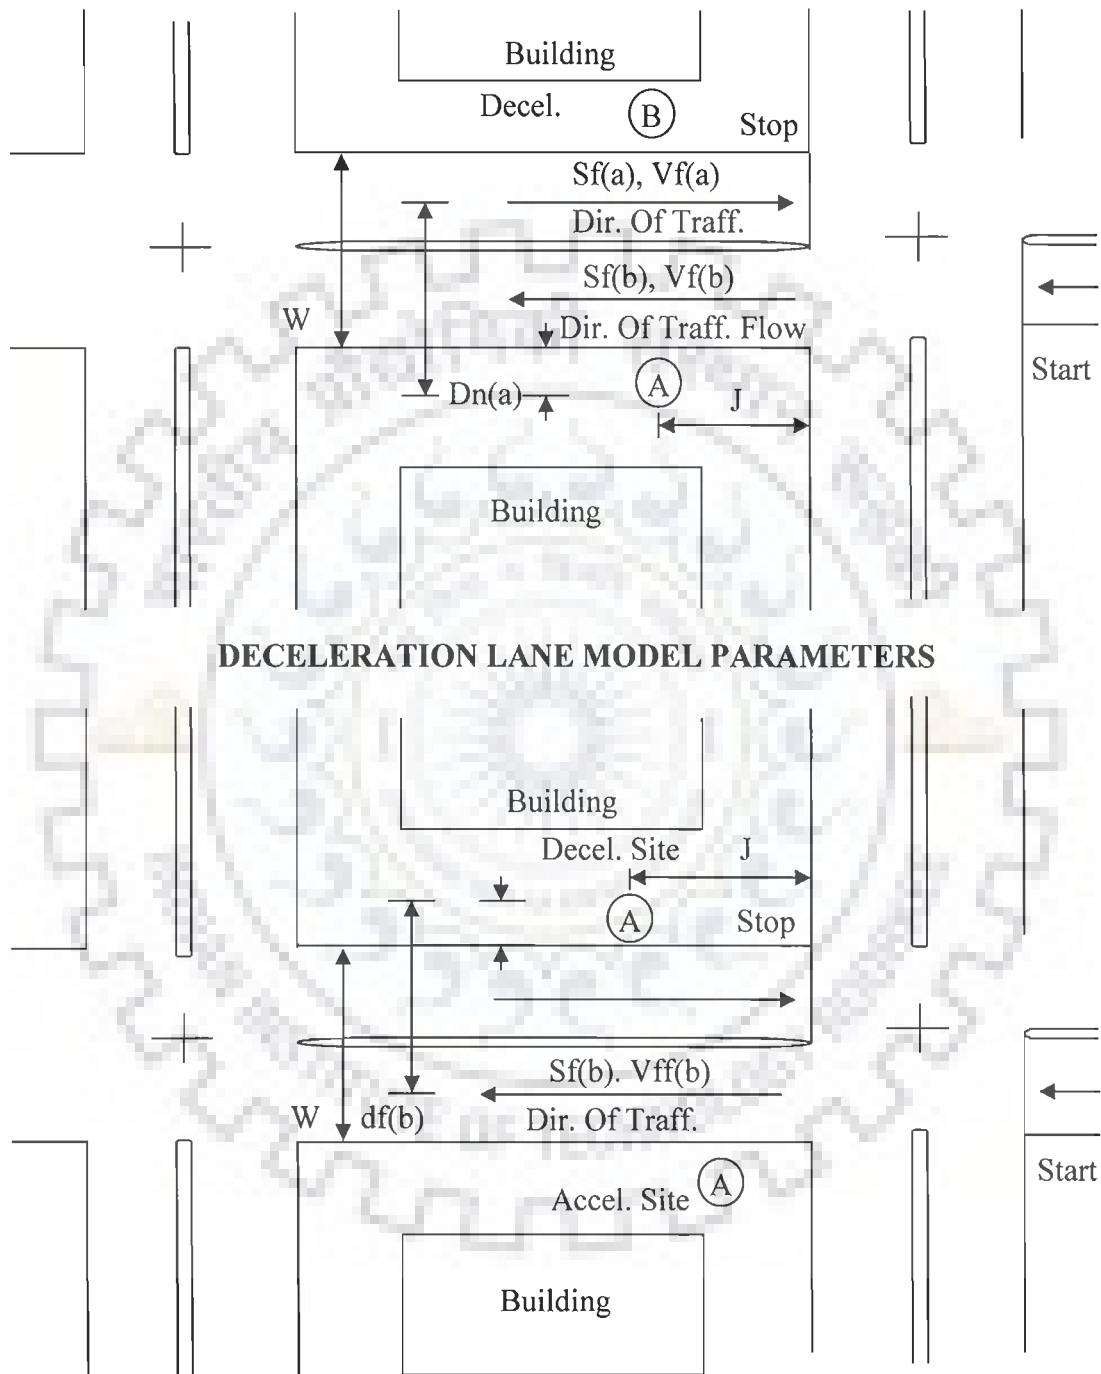 Building
Decel.
B
Stop
Sf(a), Vf(a)
Dir. Of Traff.
Sf(b), Vf(b)
W
Dir. Of Traff. Flow
Start
A
Dn(a)
J
Building
DECELERATION LANE MODEL PARAMETERS
Building
Decel. Site
J
A
Stop
Sf(b). Vff(b)
W
df(b)
Dir. Of Traff.
Start
A
Accel. Site
Building